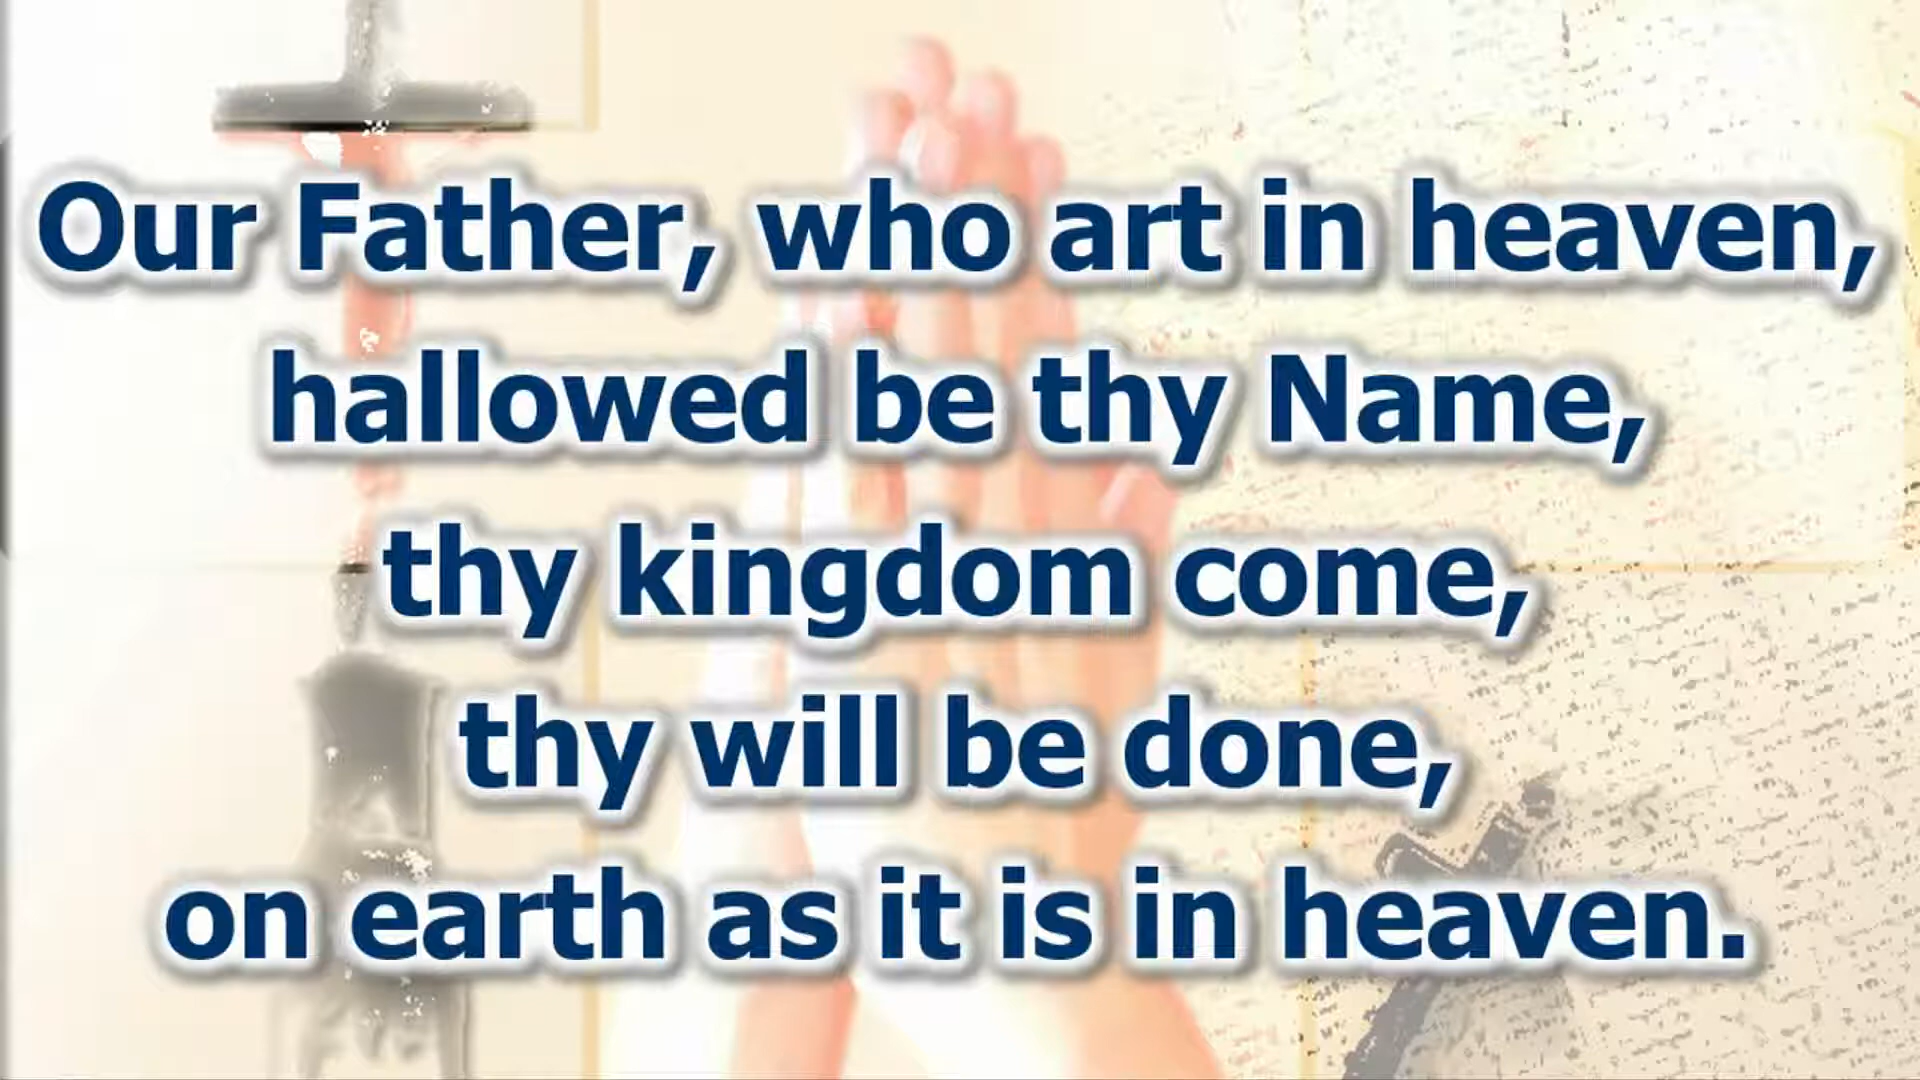 Our Father, who art in heaven,
hallowed be thy Name,
thy kingdom come,
thy will be done,
on earth as it is in heaven.